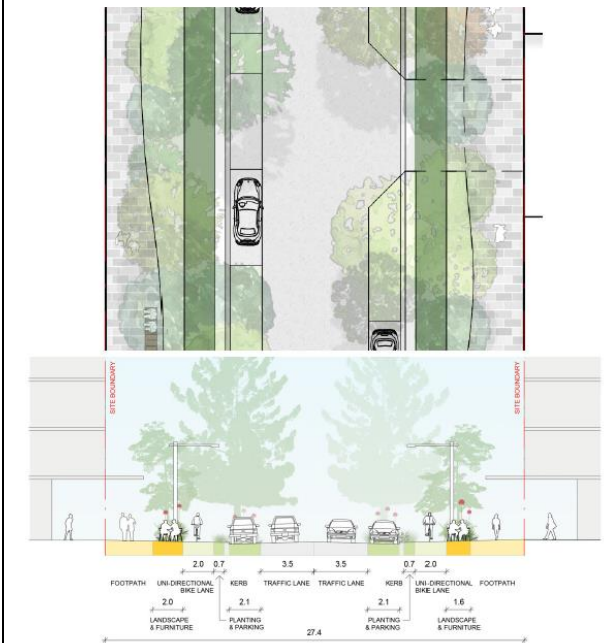 SITE BOUNDARY
SITE BOUNDARY
2.0 0.7 3.5 3.5 0.7 2.0
FOOTPATH UNI-DIRECTIONAL BIKE LANE KERB TRAFFIC LANE TRAFFIC LANE KERB UNI-DIRECTIONAL BIKE LANE FOOTPATH
2.0 2.1 2.1 1.6
LANDSCAPE & FURNITURE PLANTING & PARKING PLANTING & PARKING LANDSCAPE & FURNITURE
27.4